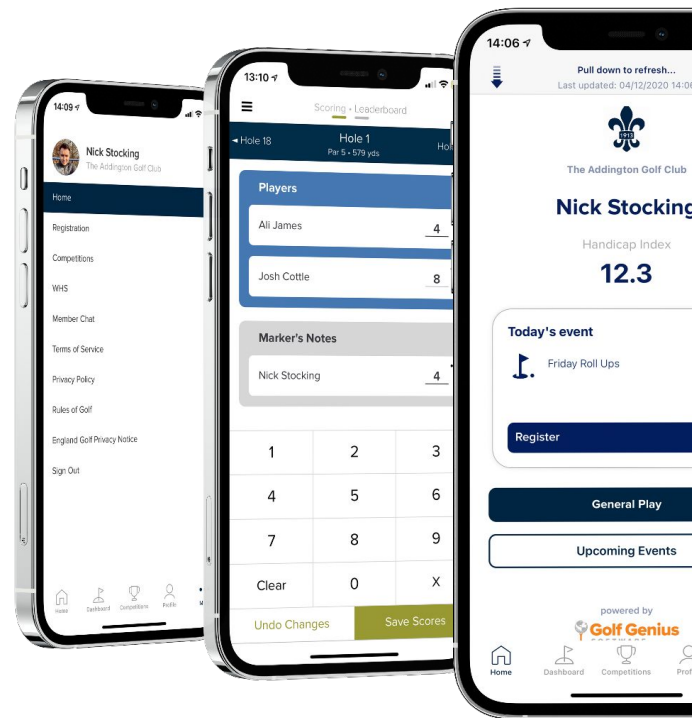 14:09
Nick Stocking
The Addington Golf Club
Home
Registration
Competitions
WHS
Member Chat
Terms of Service
Privacy Policy
Rules of Golf
England Golf Privacy Notice
Sign Out
Home Dashboard Competitions Profile
13:10
Scoring • Leaderboard
◄ Hole 18 Hole 1
Par 5 • 579 yds
Players
Ali James 4
Josh Cottle 8
Marker's Notes
Nick Stocking 4
1 2 3
4 5 6
7 8 9
Clear 0 X
Undo Changes Save Scores
14:06
Pull down to refresh...
Last updated: 04/12/2020 14:06
1913
The Addington Golf Club
Nick Stocking
Handicap Index
12.3
Today's event
Friday Roll Ups
Register
General Play
Upcoming Events
powered by
Golf Genius
SOFTWARE
Home Dashboard Competitions